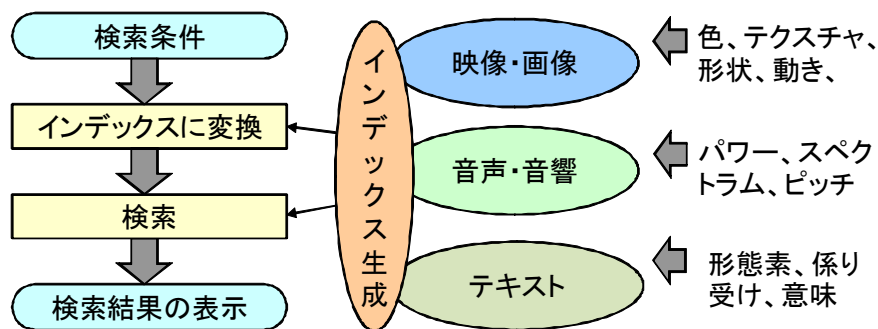 検索条件
インデックスに変換
検索
検索結果の表示
インデックス生成
映像・画像
音声・音響
テキスト
色、テクスチャ、
形状、動き、
パワー、スペク
トラム、ピッチ
形態素、係り
受け、意味